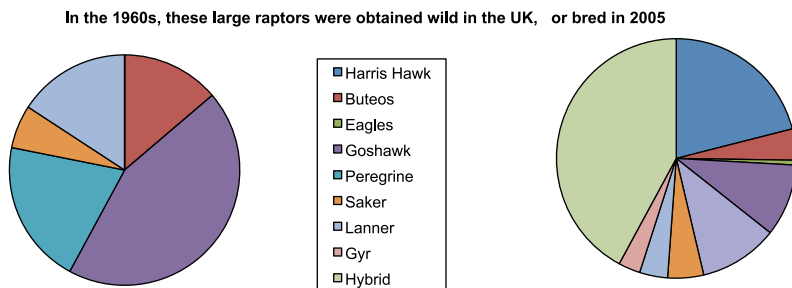 In the 1960s, these large raptors were obtained wild in the UK, or bred in 2005
Harris Hawk
Buteos
Eagles
Goshawk
Peregrine
Saker
Lanner
Gyr
Hybrid